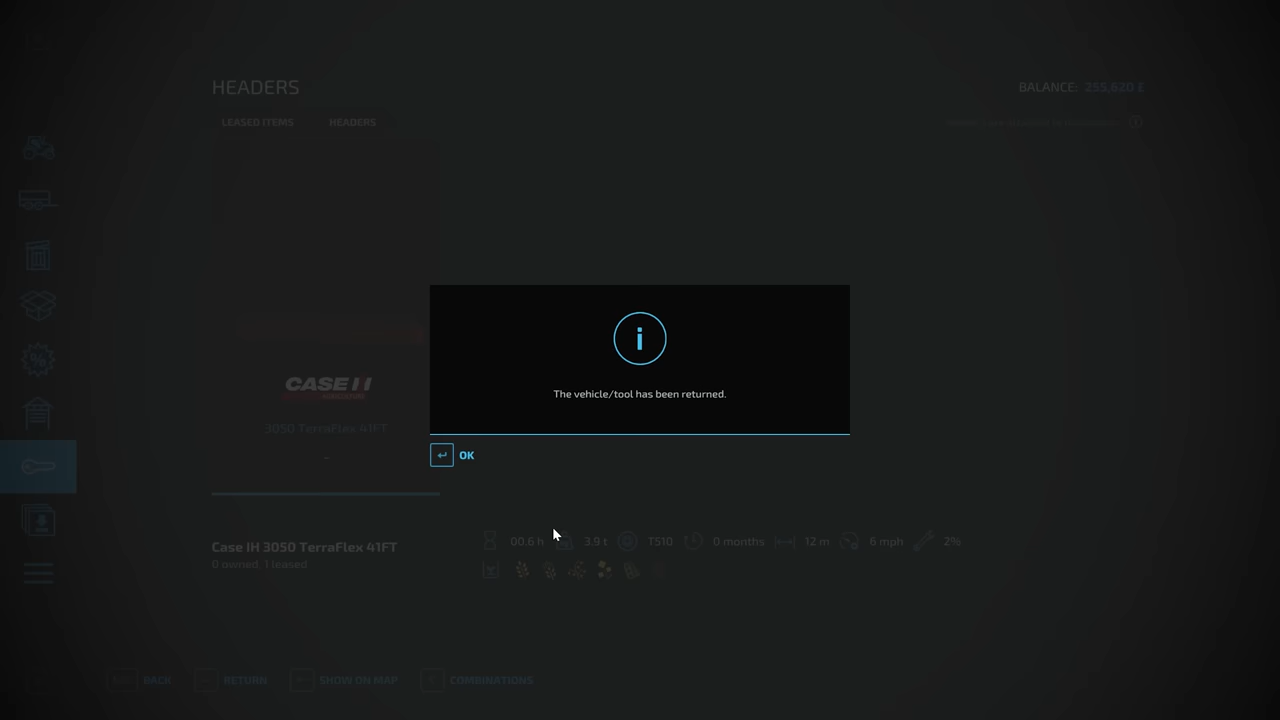 HEADERS
BALANCE: 255,620 £
LEASED ITEMS HEADERS
CASE IH
3050 TerraFlex 41FT
-
The vehicle/tool has been returned.
OK
Case IH 3050 TerraFlex 41FT
0 owned, 1 leased
00.6 h 3.9 t T510 0 months 12 m 6 mph 2%
BACK RETURN SHOW ON MAP COMBINATIONS